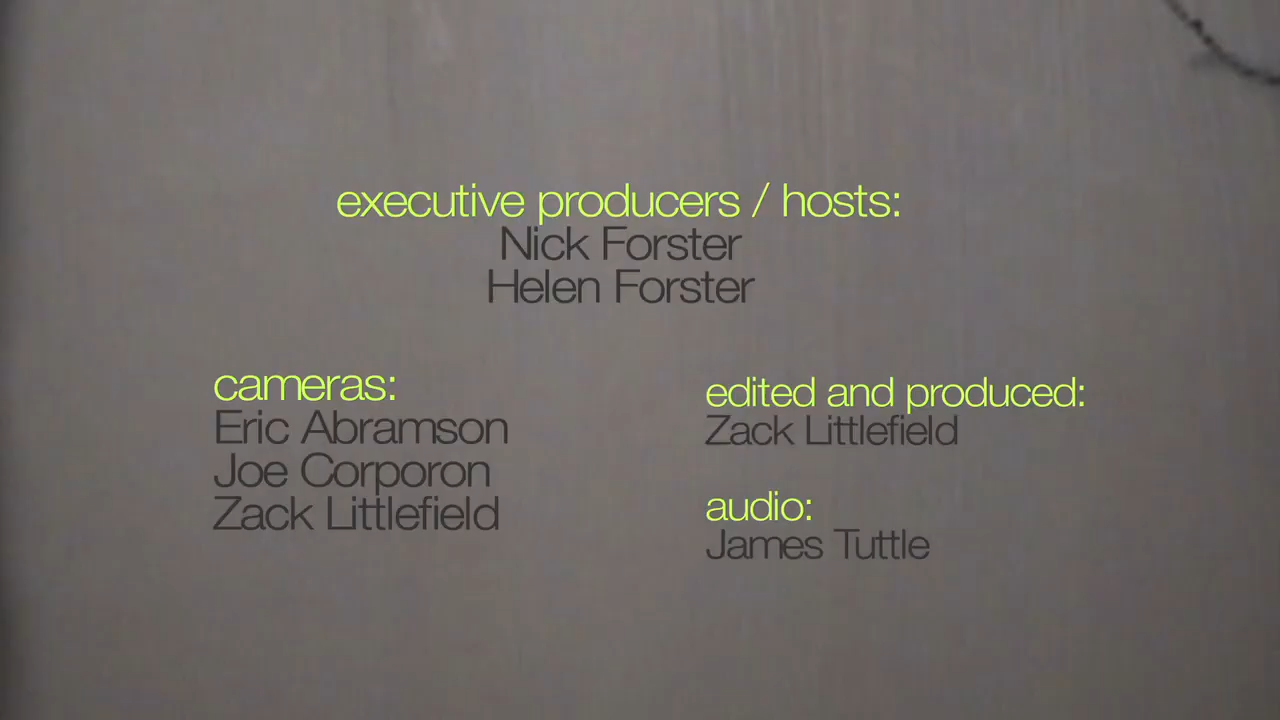 executive producers / hosts:
Nick Forster
Helen Forster
cameras:
Eric Abramson
Joe Corporon
Zack Littlefield
edited and produced:
Zack Littlefield
audio:
James Tuttle